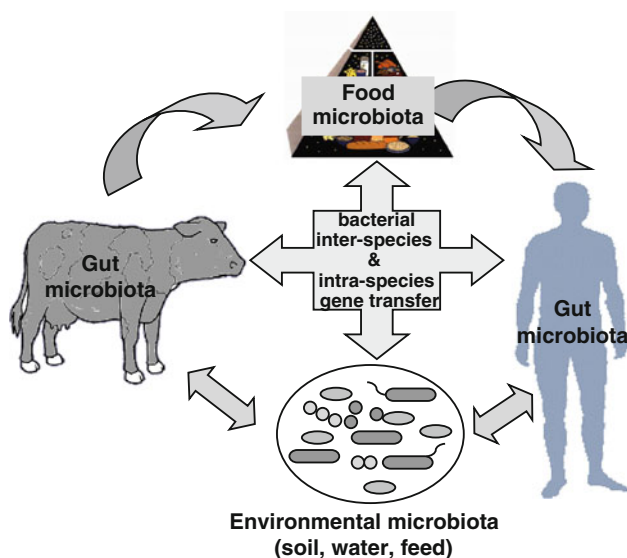 Food
microbiota
bacterial
inter-species
&
intra-species
gene transfer
Gut
microbiota
Gut
microbiota
Environmental microbiota
(soil, water, feed)